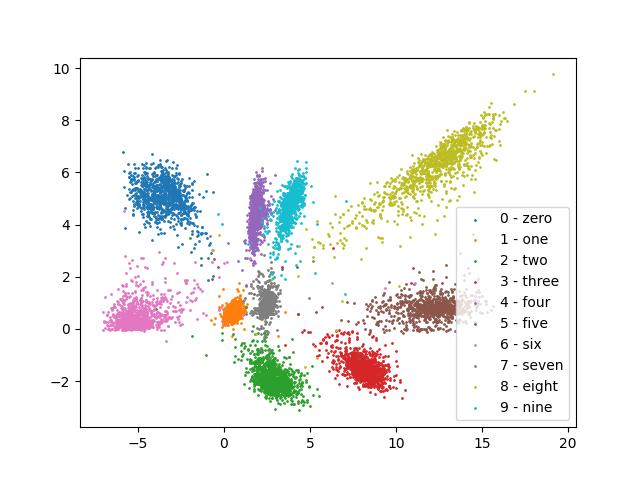 10
8
6
4
2
0
−2
−5
0
5
10
15
20
0 - zero
1 - one
2 - two
3 - three
4 - four
5 - five
6 - six
7 - seven
8 - eight
9 - nine